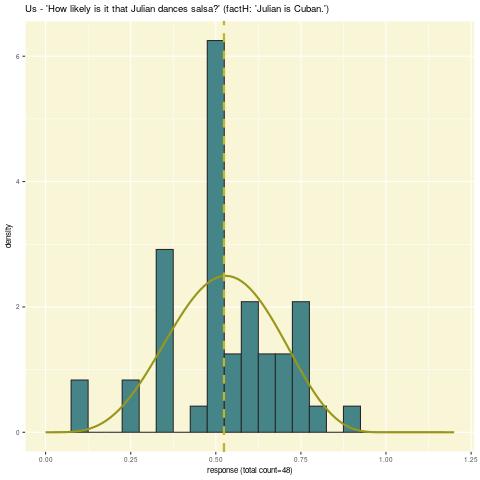 Us - 'How likely is it that Julian dances salsa?' (factH: 'Julian is Cuban.')
6
4
2
0
density
0.00 0.25 0.50 0.75 1.00 1.25
response (total count=48)